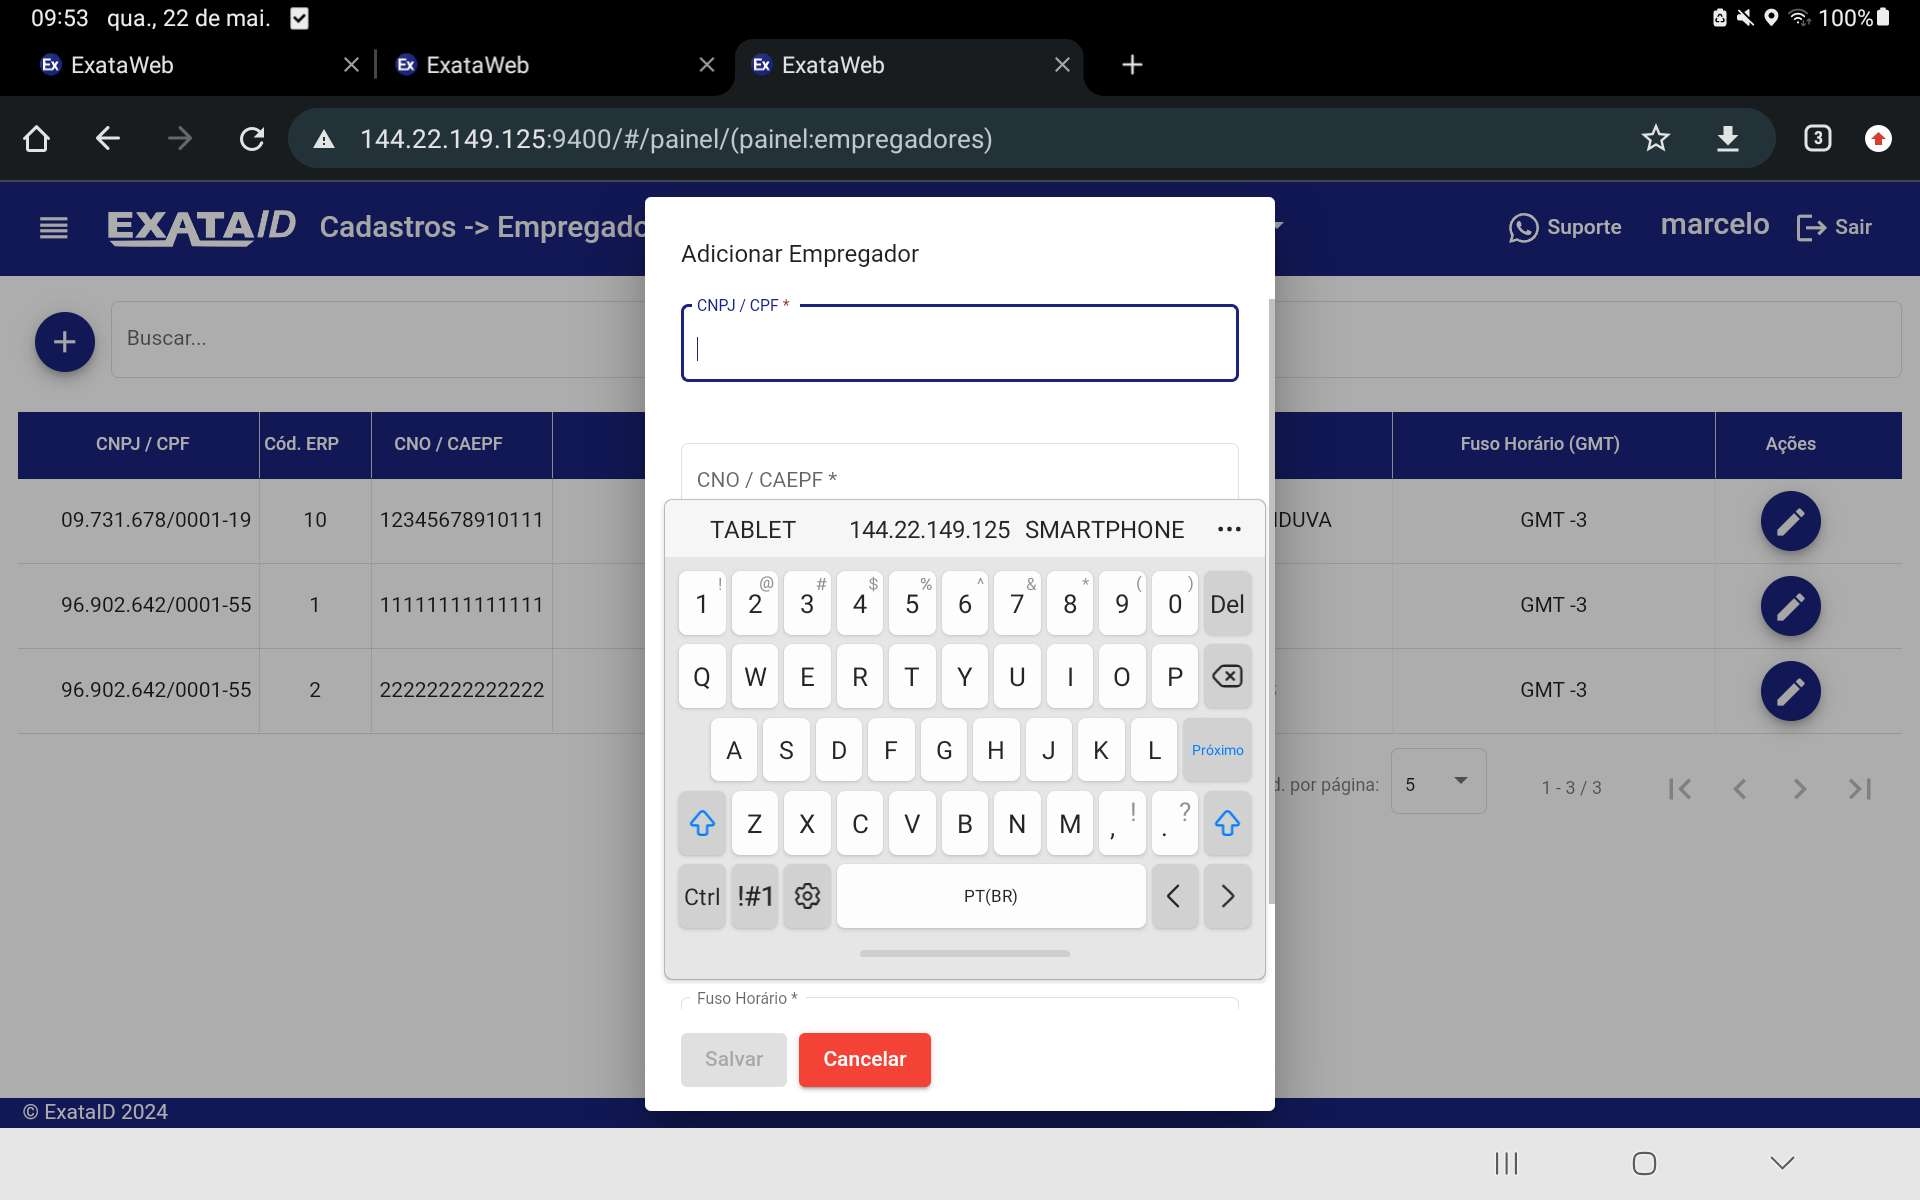 09:53 qua., 22 de mai. 100%
Ex ExataWeb Ex ExataWeb Ex ExataWeb
144.22.149.125:9400/#/painel/(painel:empregadores) 3
EXATAID Cadastros -> Empregado Suporte marcelo Sair
Adicionar Empregador
CNPJ / CPF *
Buscar...
CNPJ / CPF Cód. ERP CNO / CAEPF Fuso Horário (GMT) Ações
CNO / CAEPF *
09.731.678/0001-19 10 12345678910111 NDUVA GMT -3
96.902.642/0001-55 1 11111111111111 GMT -3
96.902.642/0001-55 2 22222222222222 GMT -3
TABLET 144.22.149.125 SMARTPHONE ...
! @ # $ % ^ & * ( )
1 2 3 4 5 6 7 8 9 0 Del
Q W E R T Y U I O P
A S D F G H J K L Próximo
Z X C V B N M , ! . ?
Ctrl !#1 PT(BR) < >
d. por página: 5 1 - 3 / 3
Fuso Horário *
Salvar Cancelar
© ExataID 2024